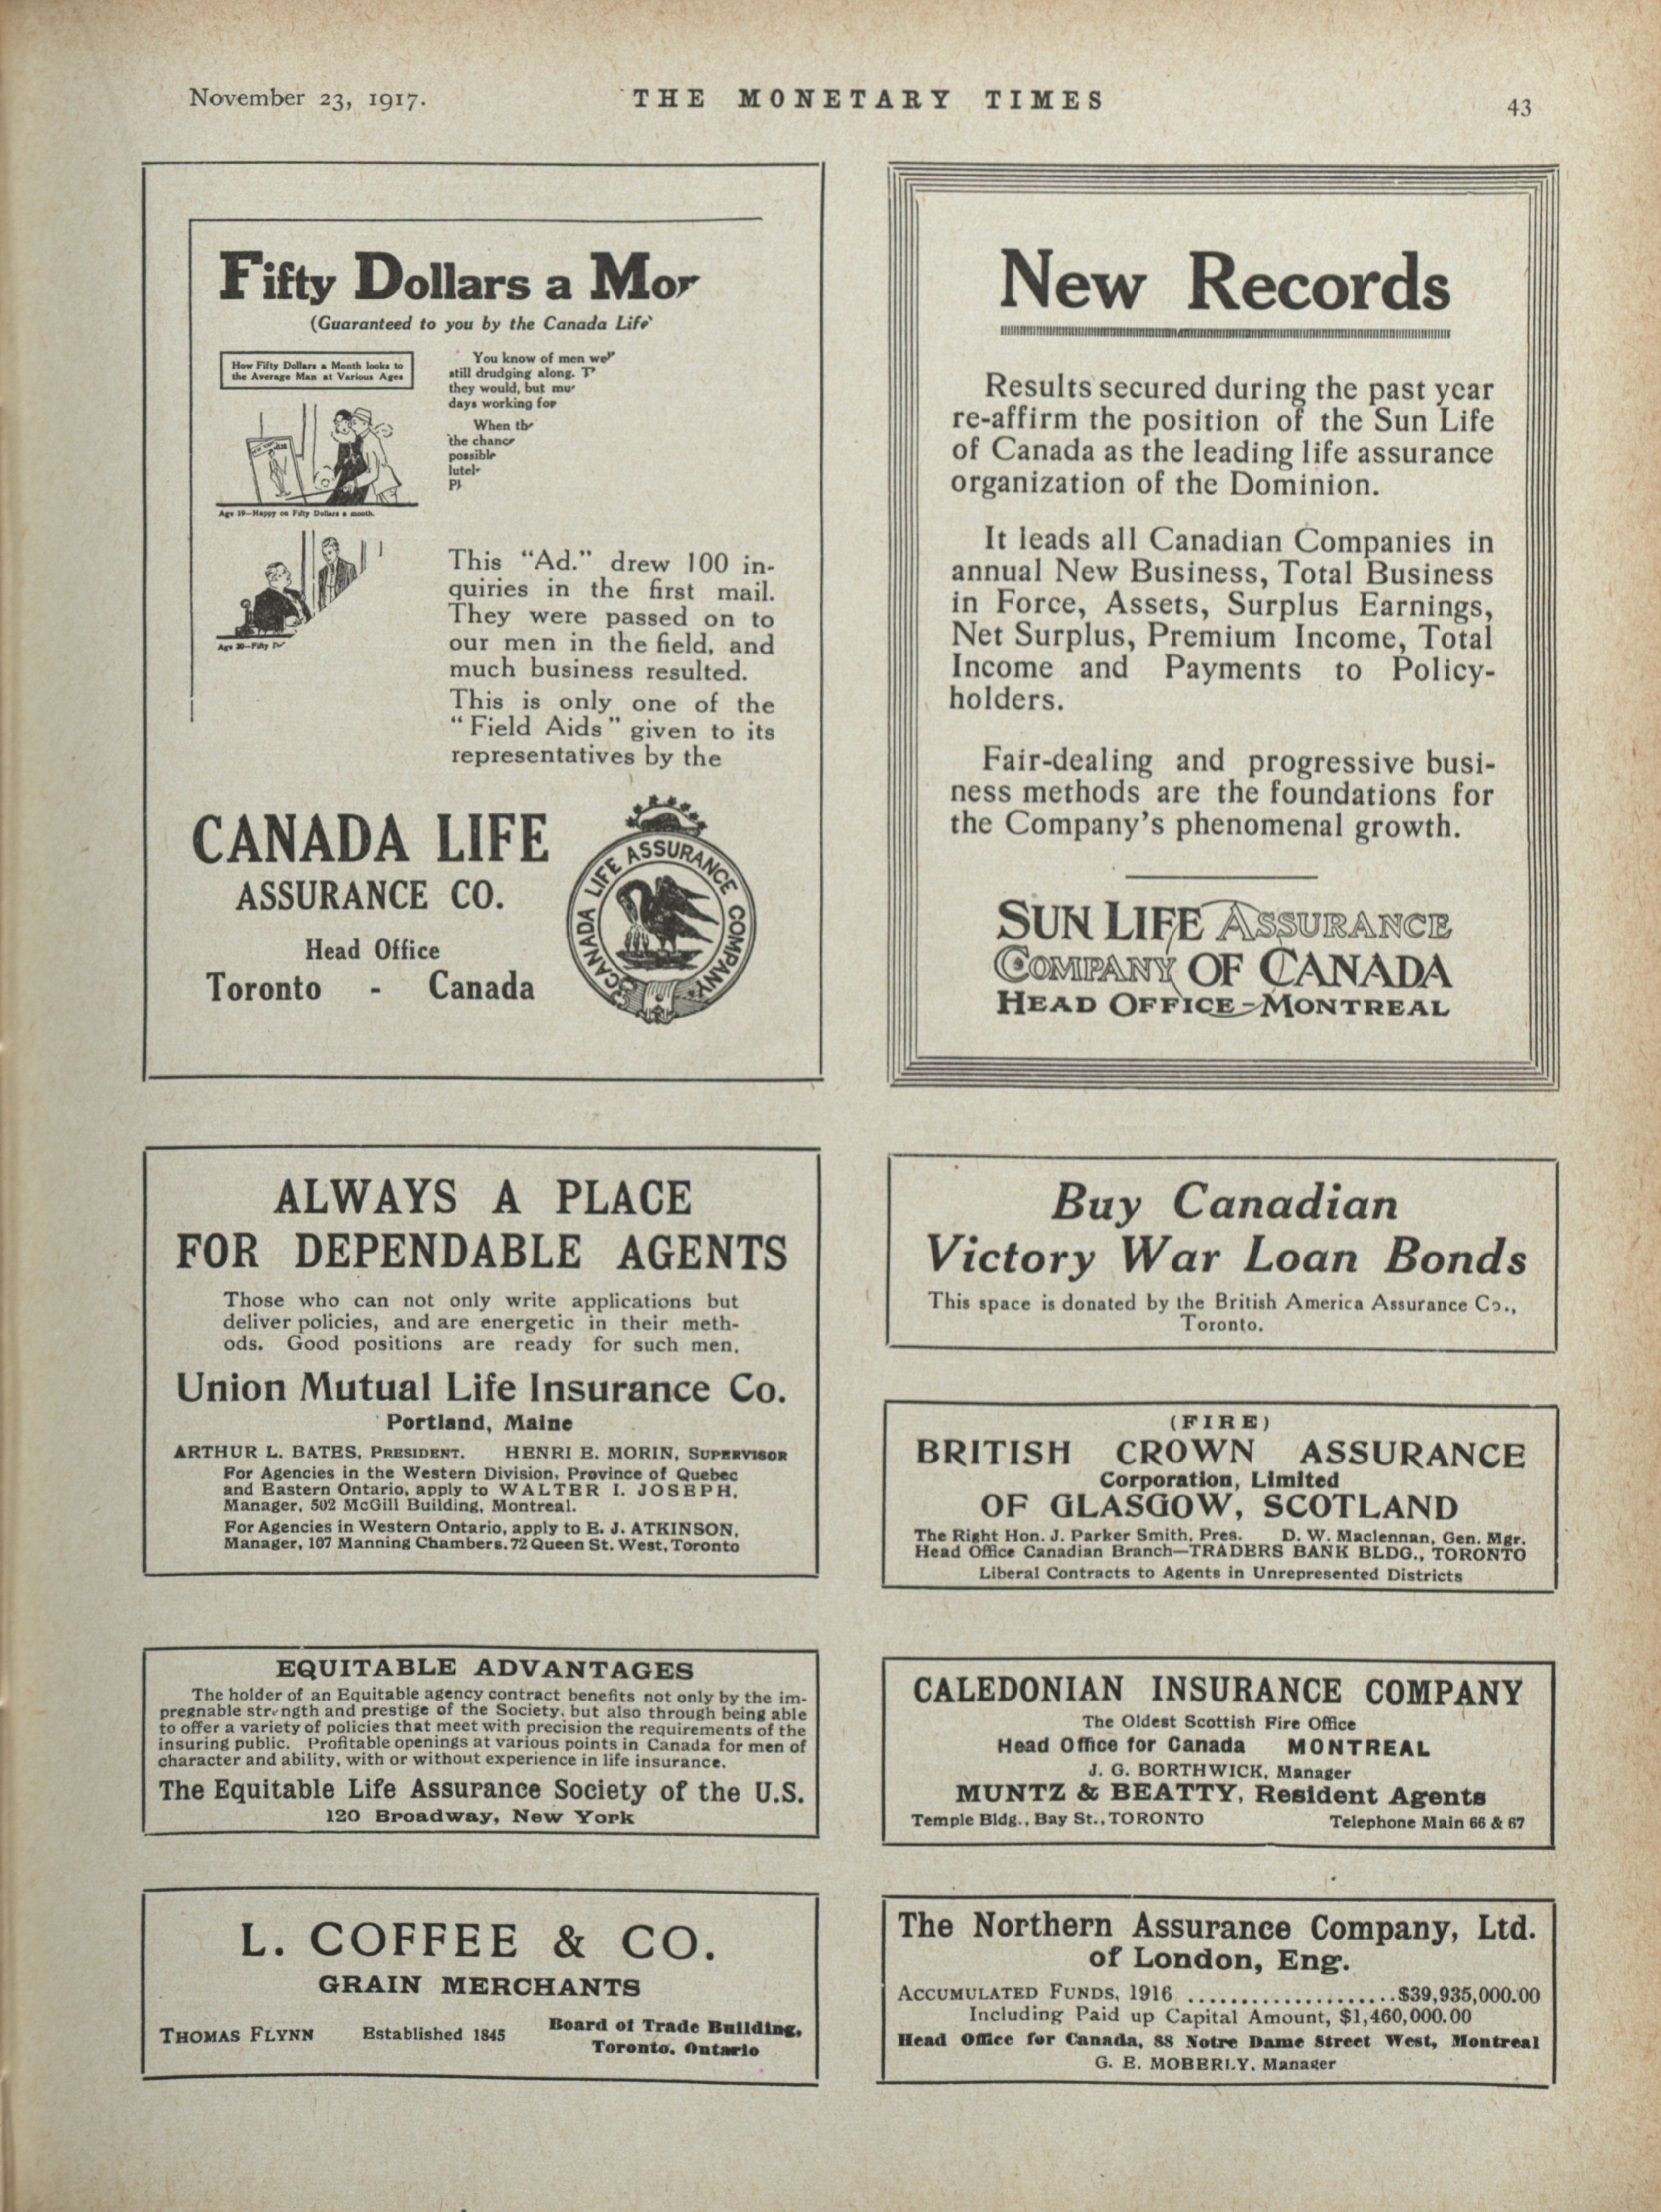 November 23, 1917.
THE MONETARY TIMES
43
Fifty Dollars a Mor
(Guaranteed to you by the Canada Life
How Fifty Dollars a Month looks to
the Average Man at Various Ages
Age 19—Happy on Fifty Dollars a month.
Age 30—Fifty
You know of men we
still drudging along. T
they would, but mu
days working for
When th
the chance
possible
lutel
Pl
This "Ad." drew 100 in-
quiries in the first mail.
They were passed on to
our men in the field, and
much business resulted.
This is only one of the
"Field Aids" given to its
representatives by the
CANADA LIFE
ASSURANCE CO.
Head Office
Toronto - Canada
CANADA LIFE ASSURANCE COMPANY
New Records
Results secured during the past year
re-affirm the position of the Sun Life
of Canada as the leading life assurance
organization of the Dominion.
It leads all Canadian Companies in
annual New Business, Total Business
in Force, Assets, Surplus Earnings,
Net Surplus, Premium Income, Total
Income and Payments to Policy-
holders.
Fair-dealing and progressive busi-
ness methods are the foundations for
the Company's phenomenal growth.
SUN LIFE ASSURANCE
COMPANY OF CANADA
HEAD OFFICE—MONTREAL
ALWAYS A PLACE
FOR DEPENDABLE AGENTS
Those who can not only write applications but
deliver policies, and are energetic in their meth-
ods. Good positions are ready for such men.
Union Mutual Life Insurance Co.
Portland, Maine
ARTHUR L. BATES, PRESIDENT. HENRI E. MORIN, SUPERVISOR
For Agencies in the Western Division, Province of Quebec
and Eastern Ontario, apply to WALTER I. JOSEPH,
Manager, 502 McGill Building, Montreal.
For Agencies in Western Ontario, apply to E. J. ATKINSON,
Manager, 107 Manning Chambers, 72 Queen St. West, Toronto
Buy Canadian
Victory War Loan Bonds
This space is donated by the British America Assurance Co.,
Toronto.
(FIRE)
BRITISH CROWN ASSURANCE
Corporation, Limited
OF GLASGOW, SCOTLAND
The Right Hon. J. Parker Smith, Pres. D. W. Maclennan, Gen. Mgr.
Head Office Canadian Branch—TRADERS BANK BLDG., TORONTO
Liberal Contracts to Agents in Unrepresented Districts
EQUITABLE ADVANTAGES
The holder of an Equitable agency contract benefits not only by the im-
pregnable strength and prestige of the Society, but also through being able
to offer a variety of policies that meet with precision the requirements of the
insuring public. Profitable openings at various points in Canada for men of
character and ability, with or without experience in life insurance.
The Equitable Life Assurance Society of the U.S.
120 Broadway, New York
CALEDONIAN INSURANCE COMPANY
The Oldest Scottish Fire Office
Head Office for Canada MONTREAL
J. G. BORTHWICK, Manager
MUNTZ & BEATTY, Resident Agents
Temple Bldg., Bay St., TORONTO Telephone Main 66 & 67
L. COFFEE & CO.
GRAIN MERCHANTS
THOMAS FLYNN Established 1845 Board of Trade Building,
Toronto, Ontario
The Northern Assurance Company, Ltd.
of London, Eng.
ACCUMULATED FUNDS, 1916 ....................$39,935,000.00
Including Paid up Capital Amount, $1,460,000.00
Head Office for Canada, 88 Notre Dame Street West, Montreal
G. E. MOBERLY, Manager